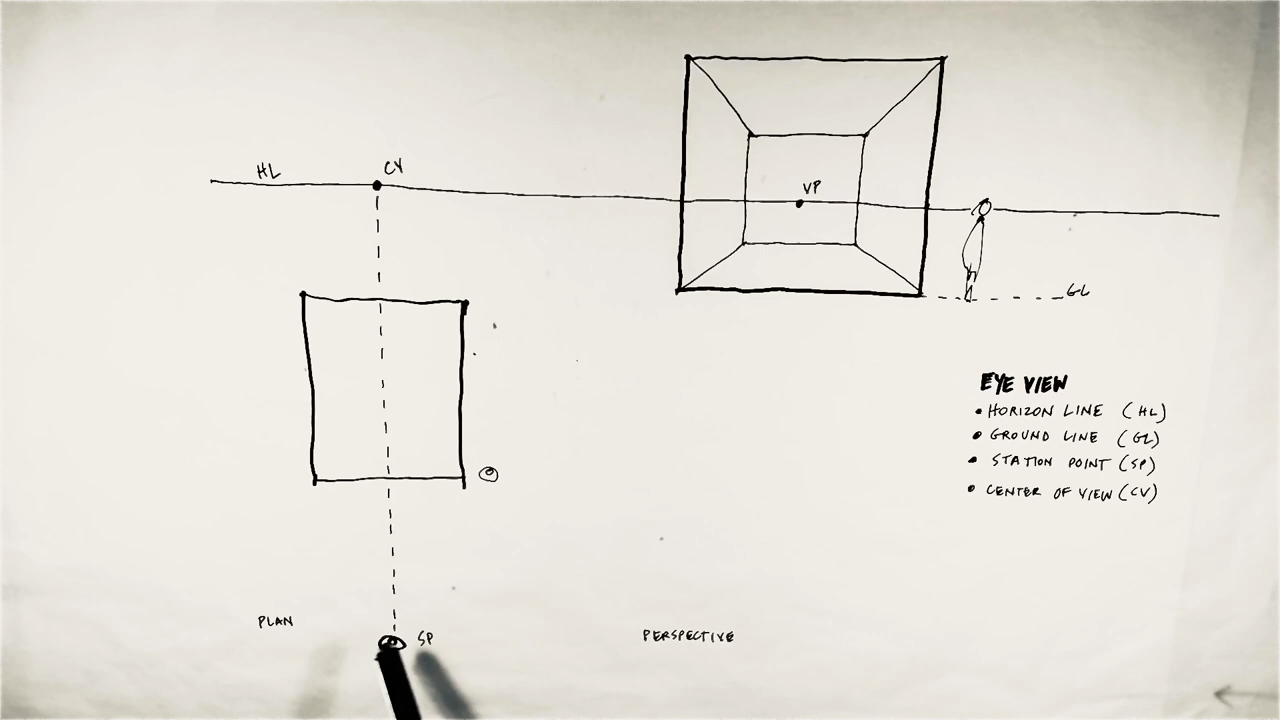 HL
CV
VP
GL
EYE VIEW
• HORIZON LINE (HL)
• GROUND LINE (GL)
• STATION POINT (SP)
• CENTER OF VIEW (CV)
PLAN
SP
PERSPECTIVE